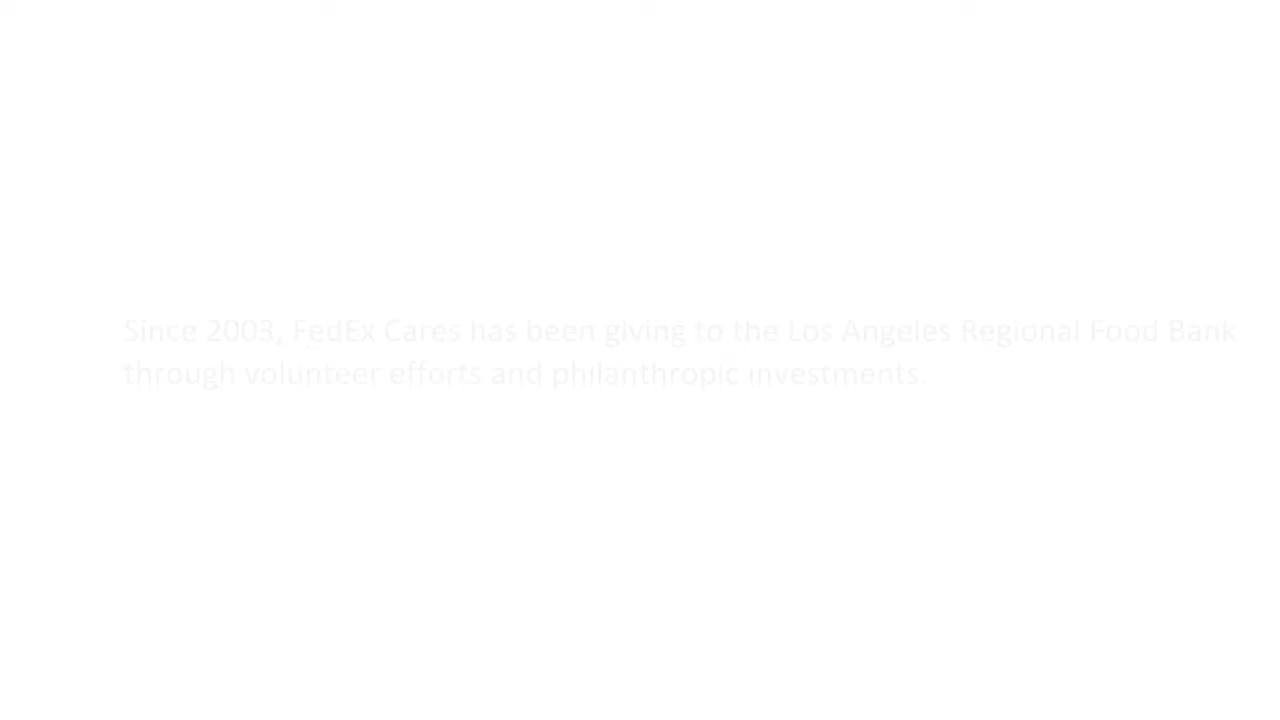 Since 2003, FedEx Cares has been giving to the Los Angeles Regional Food Bank
through volunteer efforts and philanthropic investments.